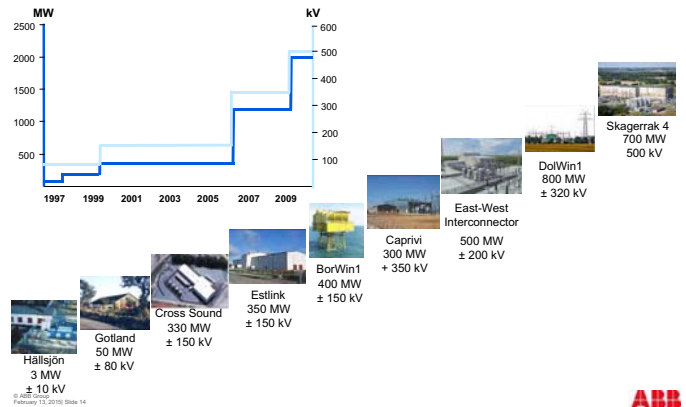 MW
kV
2500
2000
1500
1000
500
600
500
400
300
200
100
1997
1999
2001
2003
2005
2007
2009
Skagerrak 4
700 MW
500 kV
DolWin1
800 MW
± 320 kV
East-West
Interconnector
500 MW
± 200 kV
Caprivi
300 MW
+ 350 kV
BorWin1
400 MW
± 150 kV
Estlink
350 MW
± 150 kV
Cross Sound
330 MW
± 150 kV
Gotland
50 MW
± 80 kV
Hällsjön
3 MW
± 10 kV
© ABB Group
February 13, 2015| Slide 14
ABB